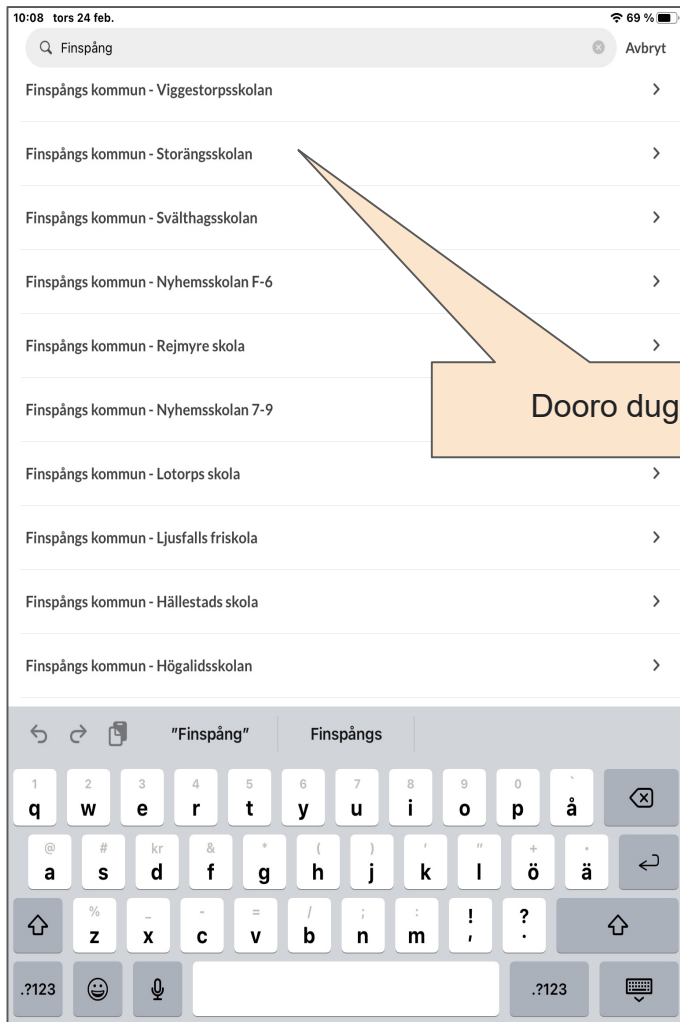 10:08 tors 24 feb. 69 %
Finspång Avbryt
Finspångs kommun - Viggestorpsskolan
Finspångs kommun - Storängsskolan
Finspångs kommun - Svälthagsskolan
Finspångs kommun - Nyhemsskolan F-6
Finspångs kommun - Rejmyre skola
Dooro dug
Finspångs kommun - Nyhemsskolan 7-9
Finspångs kommun - Lotorps skola
Finspångs kommun - Ljusfalls friskola
Finspångs kommun - Hällestads skola
Finspångs kommun - Högalidsskolan
"Finspång" Finspångs
1 2 3 4 5 6 7 8 9 0 `
q w e r t y u i o p å
@ # kr & * ( ) ' " + •
a s d f g h j k l ö ä
% _ - = / ; : ! ?
z x c v b n m , .
.?123 .?123